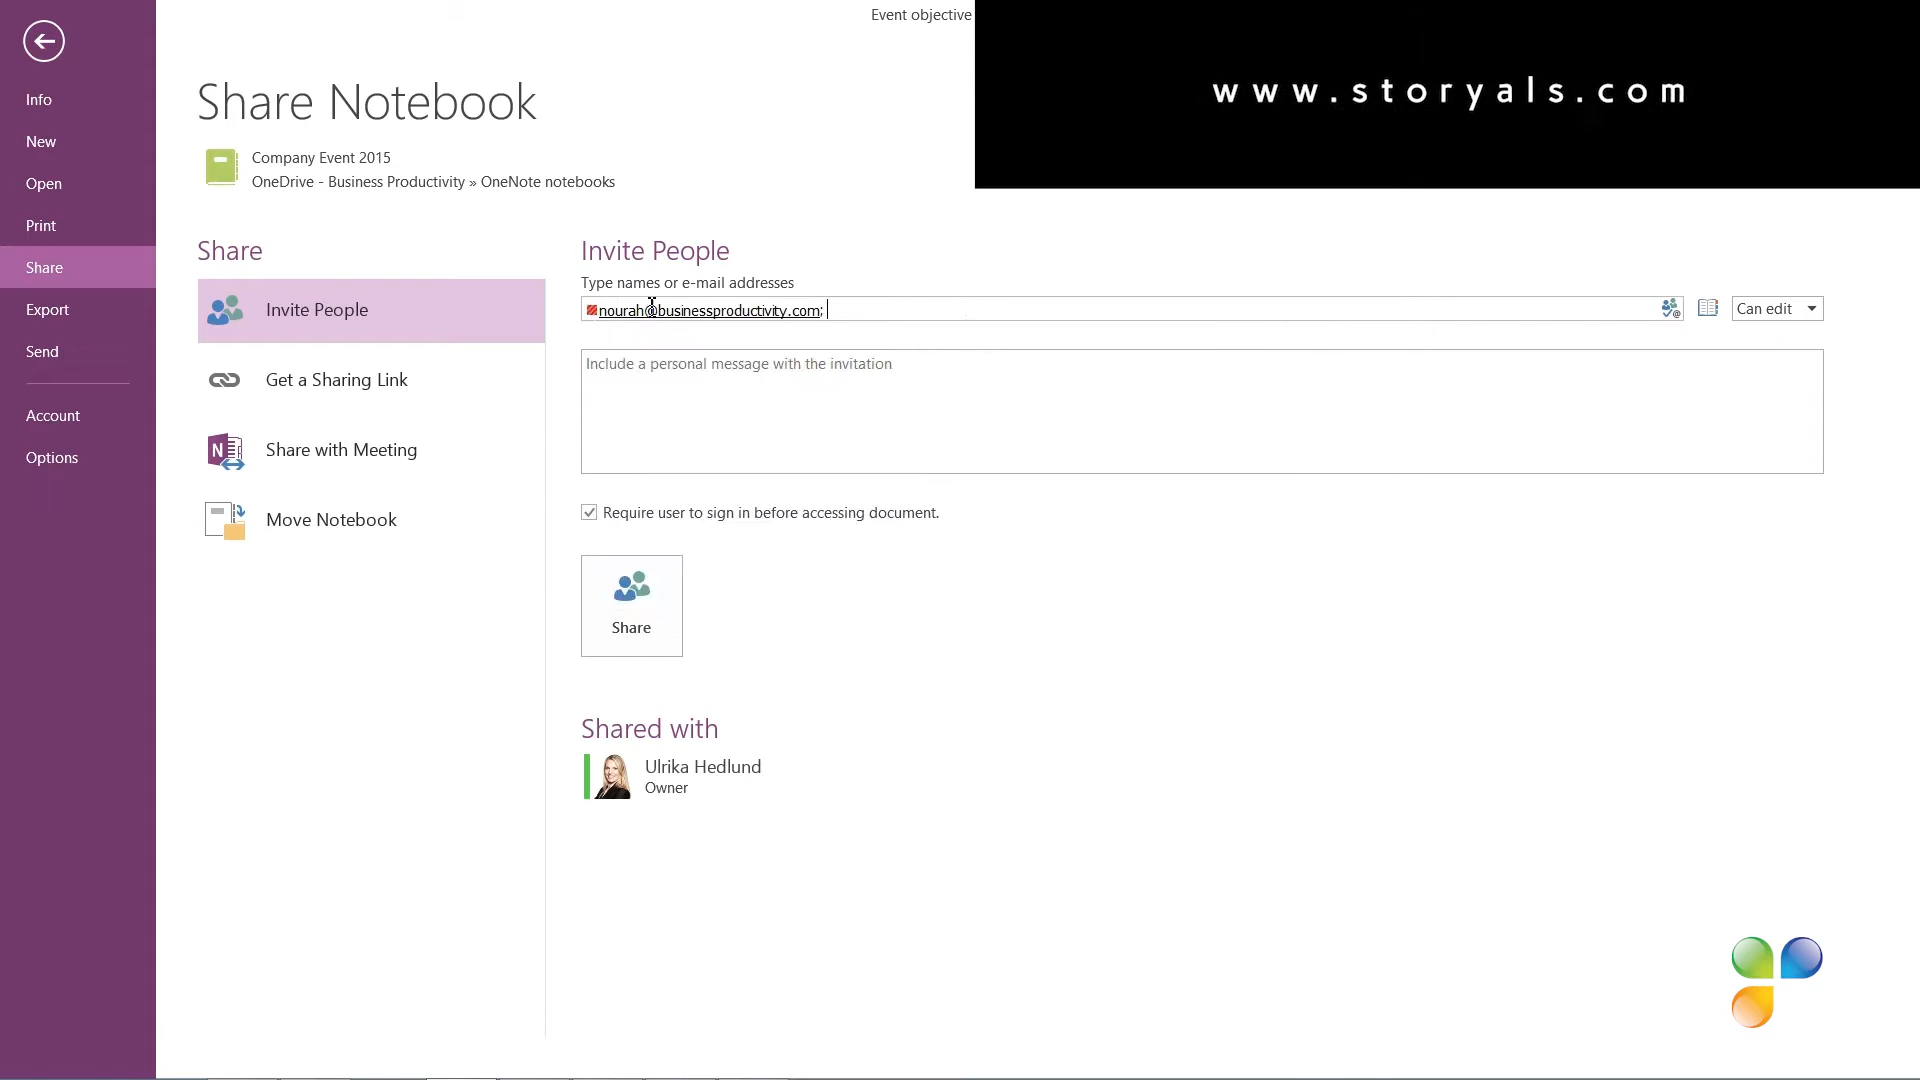 Event objective
www.storyals.com
Info
New
Open
Print
Share
Export
Send
Account
Options
Share Notebook
Company Event 2015
OneDrive - Business Productivity » OneNote notebooks
Share
Invite People
Get a Sharing Link
Share with Meeting
Move Notebook
Invite People
Type names or e-mail addresses
nourah@businessproductivity.com;
Can edit
Include a personal message with the invitation
Require user to sign in before accessing document.
Share
Shared with
Ulrika Hedlund
Owner